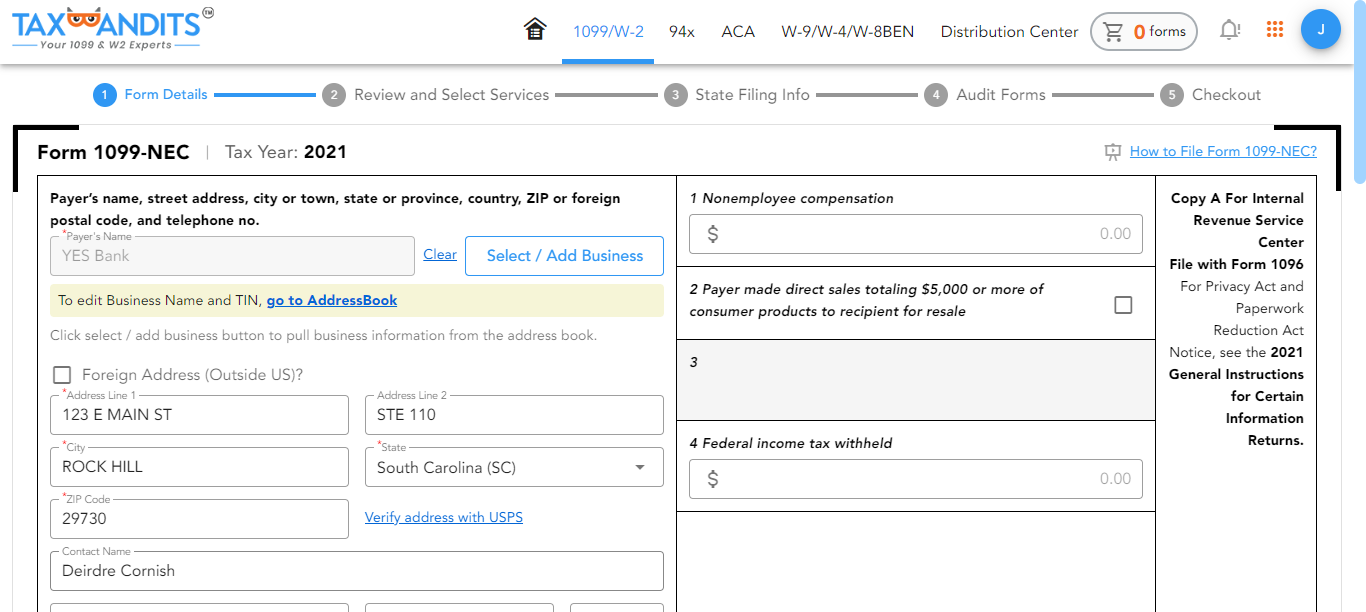 TAXBANDITS TM
Your 1099 & W2 Experts
1099/W-2
94x
ACA
W-9/W-4/W-8BEN
Distribution Center
0 forms
J
1 Form Details
2 Review and Select Services
3 State Filing Info
4 Audit Forms
5 Checkout
Form 1099-NEC | Tax Year: 2021
How to File Form 1099-NEC?
Payer's name, street address, city or town, state or province, country, ZIP or foreign
postal code, and telephone no.
*Payer's Name
YES Bank
Clear
Select / Add Business
To edit Business Name and TIN, go to AddressBook
Click select / add business button to pull business information from the address book.
Foreign Address (Outside US)?
*Address Line 1
123 E MAIN ST
Address Line 2
STE 110
*City
ROCK HILL
*State
South Carolina (SC)
*ZIP Code
29730
Verify address with USPS
Contact Name
Deirdre Cornish
1 Nonemployee compensation
$ 0.00
2 Payer made direct sales totaling $5,000 or more of
consumer products to recipient for resale
3
4 Federal income tax withheld
$ 0.00
Copy A For Internal
Revenue Service
Center
File with Form 1096
For Privacy Act and
Paperwork
Reduction Act
Notice, see the 2021
General Instructions
for Certain
Information
Returns.